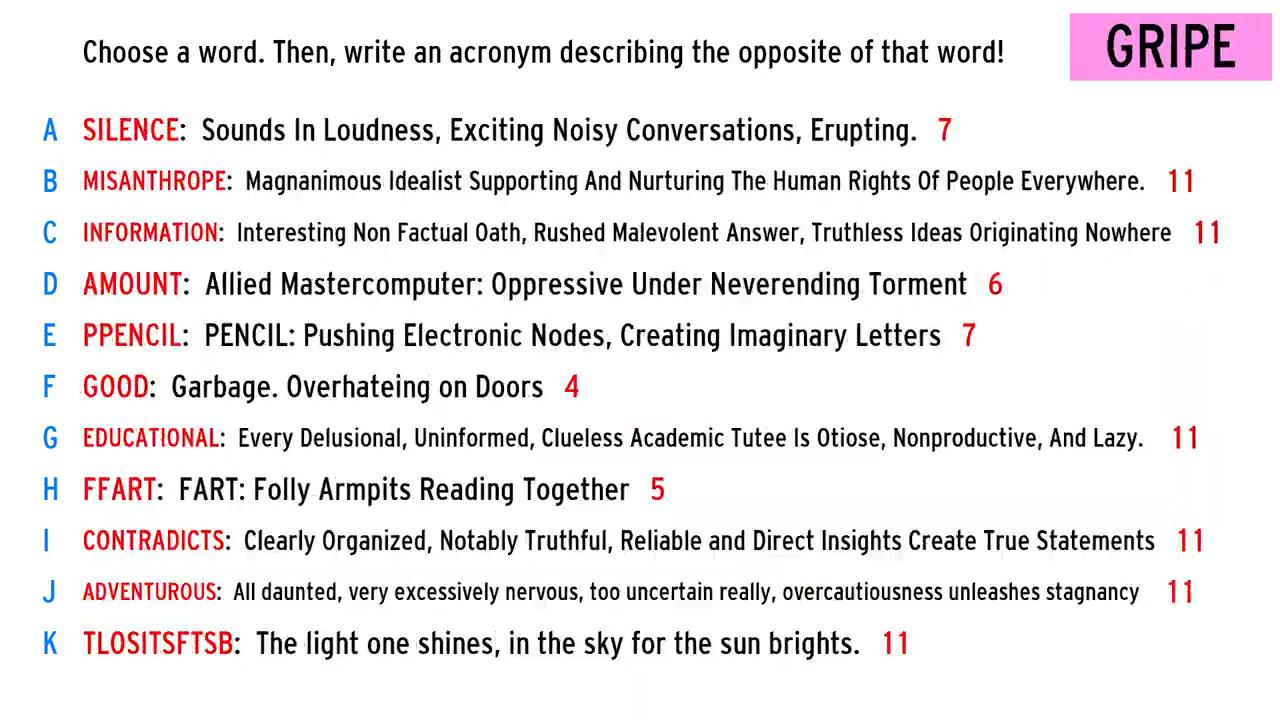 Choose a word. Then, write an acronym describing the opposite of that word!
GRIPE
A SILENCE: Sounds In Loudness, Exciting Noisy Conversations, Erupting. 7
B MISANTHROPE: Magnanimous Idealist Supporting And Nurturing The Human Rights Of People Everywhere. 11
C INFORMATION: Interesting Non Factual Oath, Rushed Malevolent Answer, Truthless Ideas Originating Nowhere 11
D AMOUNT: Allied Mastercomputer: Oppressive Under Neverending Torment 6
E PPENCIL: PENCIL: Pushing Electronic Nodes, Creating Imaginary Letters 7
F GOOD: Garbage. Overhateing on Doors 4
G EDUCATIONAL: Every Delusional, Uninformed, Clueless Academic Tutee Is Otiose, Nonproductive, And Lazy. 11
H FFART: FART: Folly Armpits Reading Together 5
I CONTRADICTS: Clearly Organized, Notably Truthful, Reliable and Direct Insights Create True Statements 11
J ADVENTUROUS: All daunted, very excessively nervous, too uncertain really, overcautiousness unleashes stagnancy 11
K TLOSITSFTSB: The light one shines, in the sky for the sun brights. 11